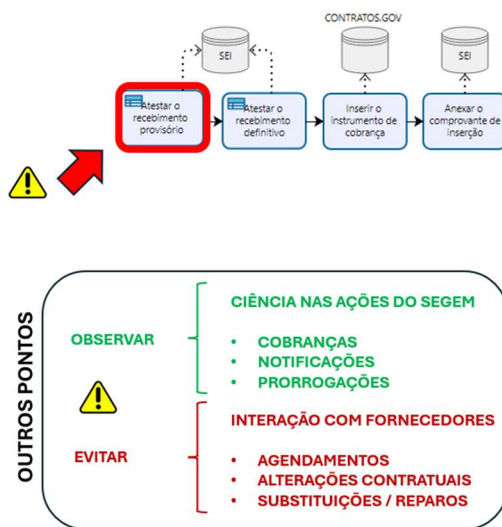 CONTRATOS.GOV
SEI
SEI
Atestar o
recebimento
provisório
Atestar o
recebimento
definitivo
Inserir o
instrumento de
cobrança
Anexar o
comprovante de
inserção
OUTROS PONTOS
OBSERVAR
CIÊNCIA NAS AÇÕES DO SEGEM
• COBRANÇAS
• NOTIFICAÇÕES
• PRORROGAÇÕES
EVITAR
INTERAÇÃO COM FORNECEDORES
• AGENDAMENTOS
• ALTERAÇÕES CONTRATUAIS
• SUBSTITUIÇÕES / REPAROS